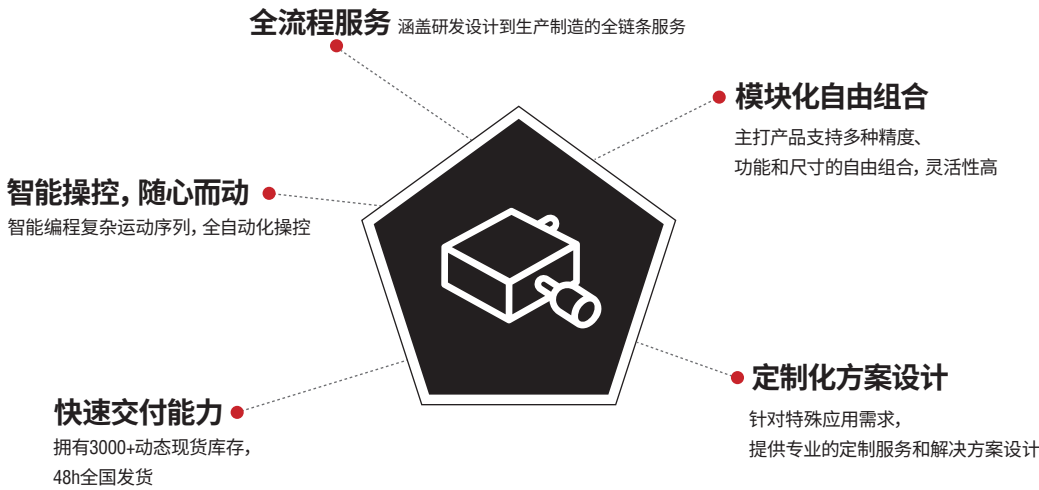 全流程服务 涵盖研发设计到生产制造的全链条服务
模块化自由组合
主打产品支持多种精度、
功能和尺寸的自由组合，灵活性高
智能操控，随心而动
智能编程复杂运动序列，全自动化操控
定制化方案设计
针对特殊应用需求，
提供专业的定制服务和解决方案设计
快速交付能力
拥有3000+动态现货库存，
48h全国发货